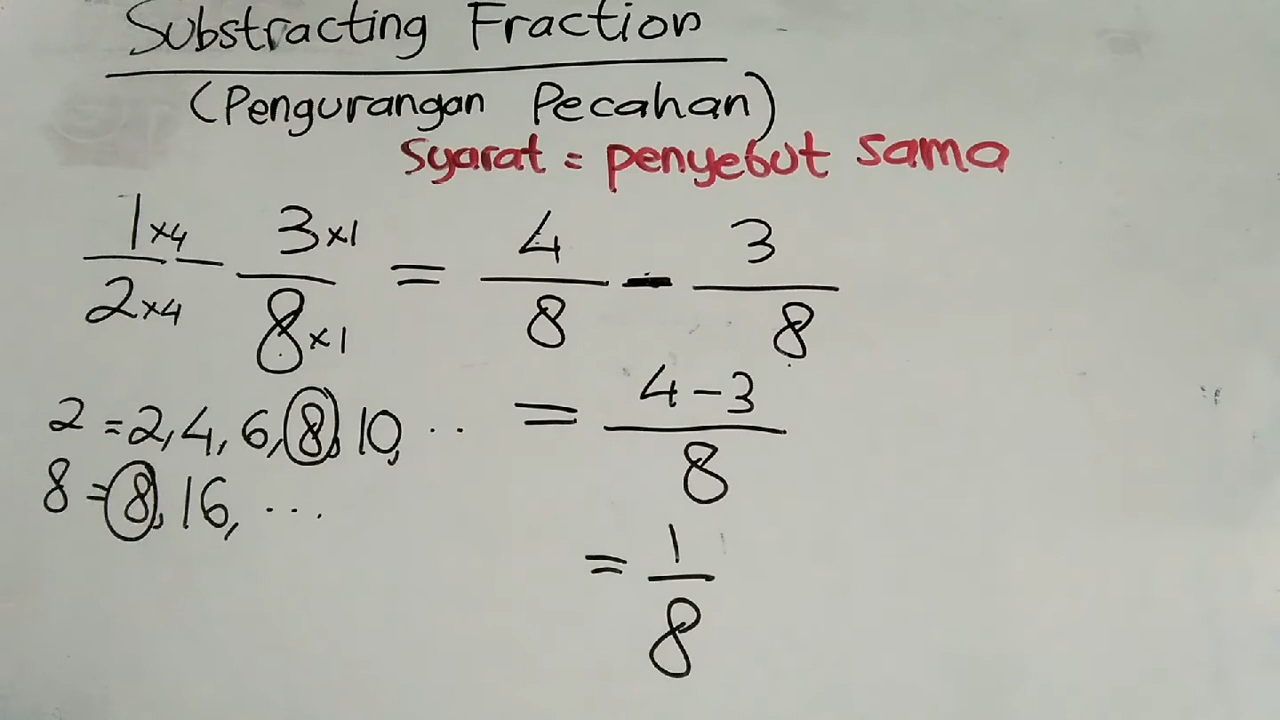 Substracting Fraction
(Pengurangan Pecahan)
Syarat = penyebut sama
1×4 / 2×4 − 3×1 / 8×1 = 4/8 - 3/8
2 = 2, 4, 6, 8, 10, ..
= 4-3 / 8
8 = 8, 16, ...
= 1/8